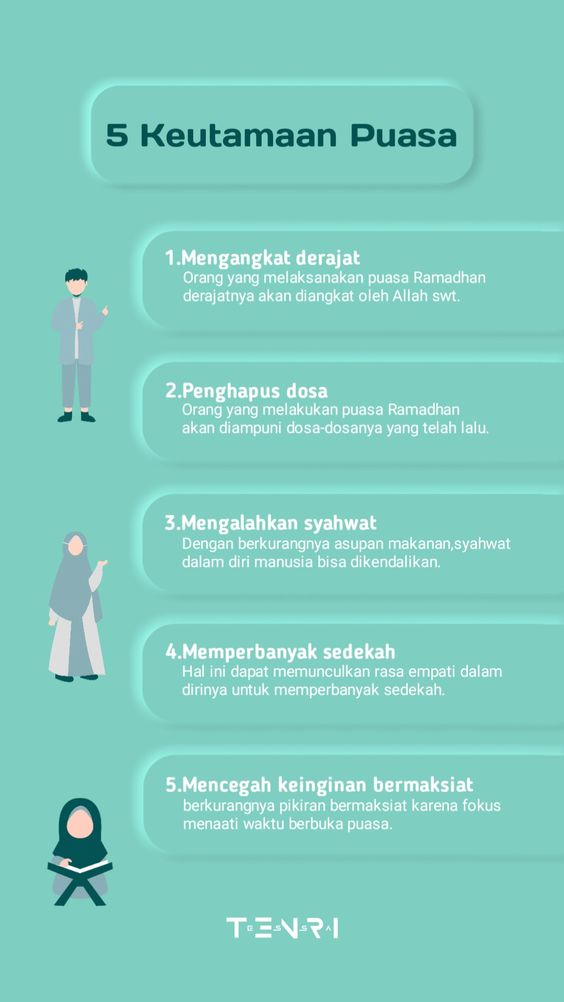 5 Keutamaan Puasa
1.Mengangkat derajat
Orang yang melaksanakan puasa Ramadhan
derajatnya akan diangkat oleh Allah swt.
2.Penghapus dosa
Orang yang melakukan puasa Ramadhan
akan diampuni dosa-dosanya yang telah lalu.
3.Mengalahkan syahwat
Dengan berkurangnya asupan makanan,syahwat
dalam diri manusia bisa dikendalikan.
4.Memperbanyak sedekah
Hal ini dapat memunculkan rasa empati dalam
dirinya untuk memperbanyak sedekah.
5.Mencegah keinginan bermaksiat
berkurangnya pikiran bermaksiat karena fokus
menaati waktu berbuka puasa.
TENRI